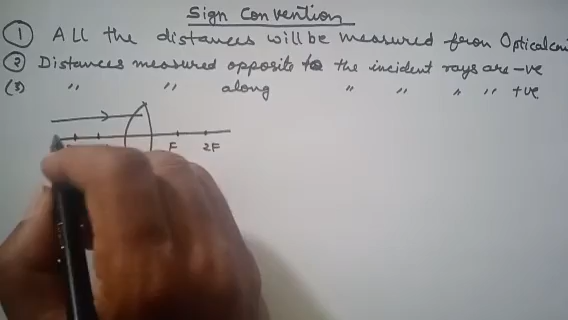 Sign Convention
① All the distances will be measured from Optical
② Distances measured opposite to the incident rays are -ve
(3) " " along " " " " +ve
F 2F